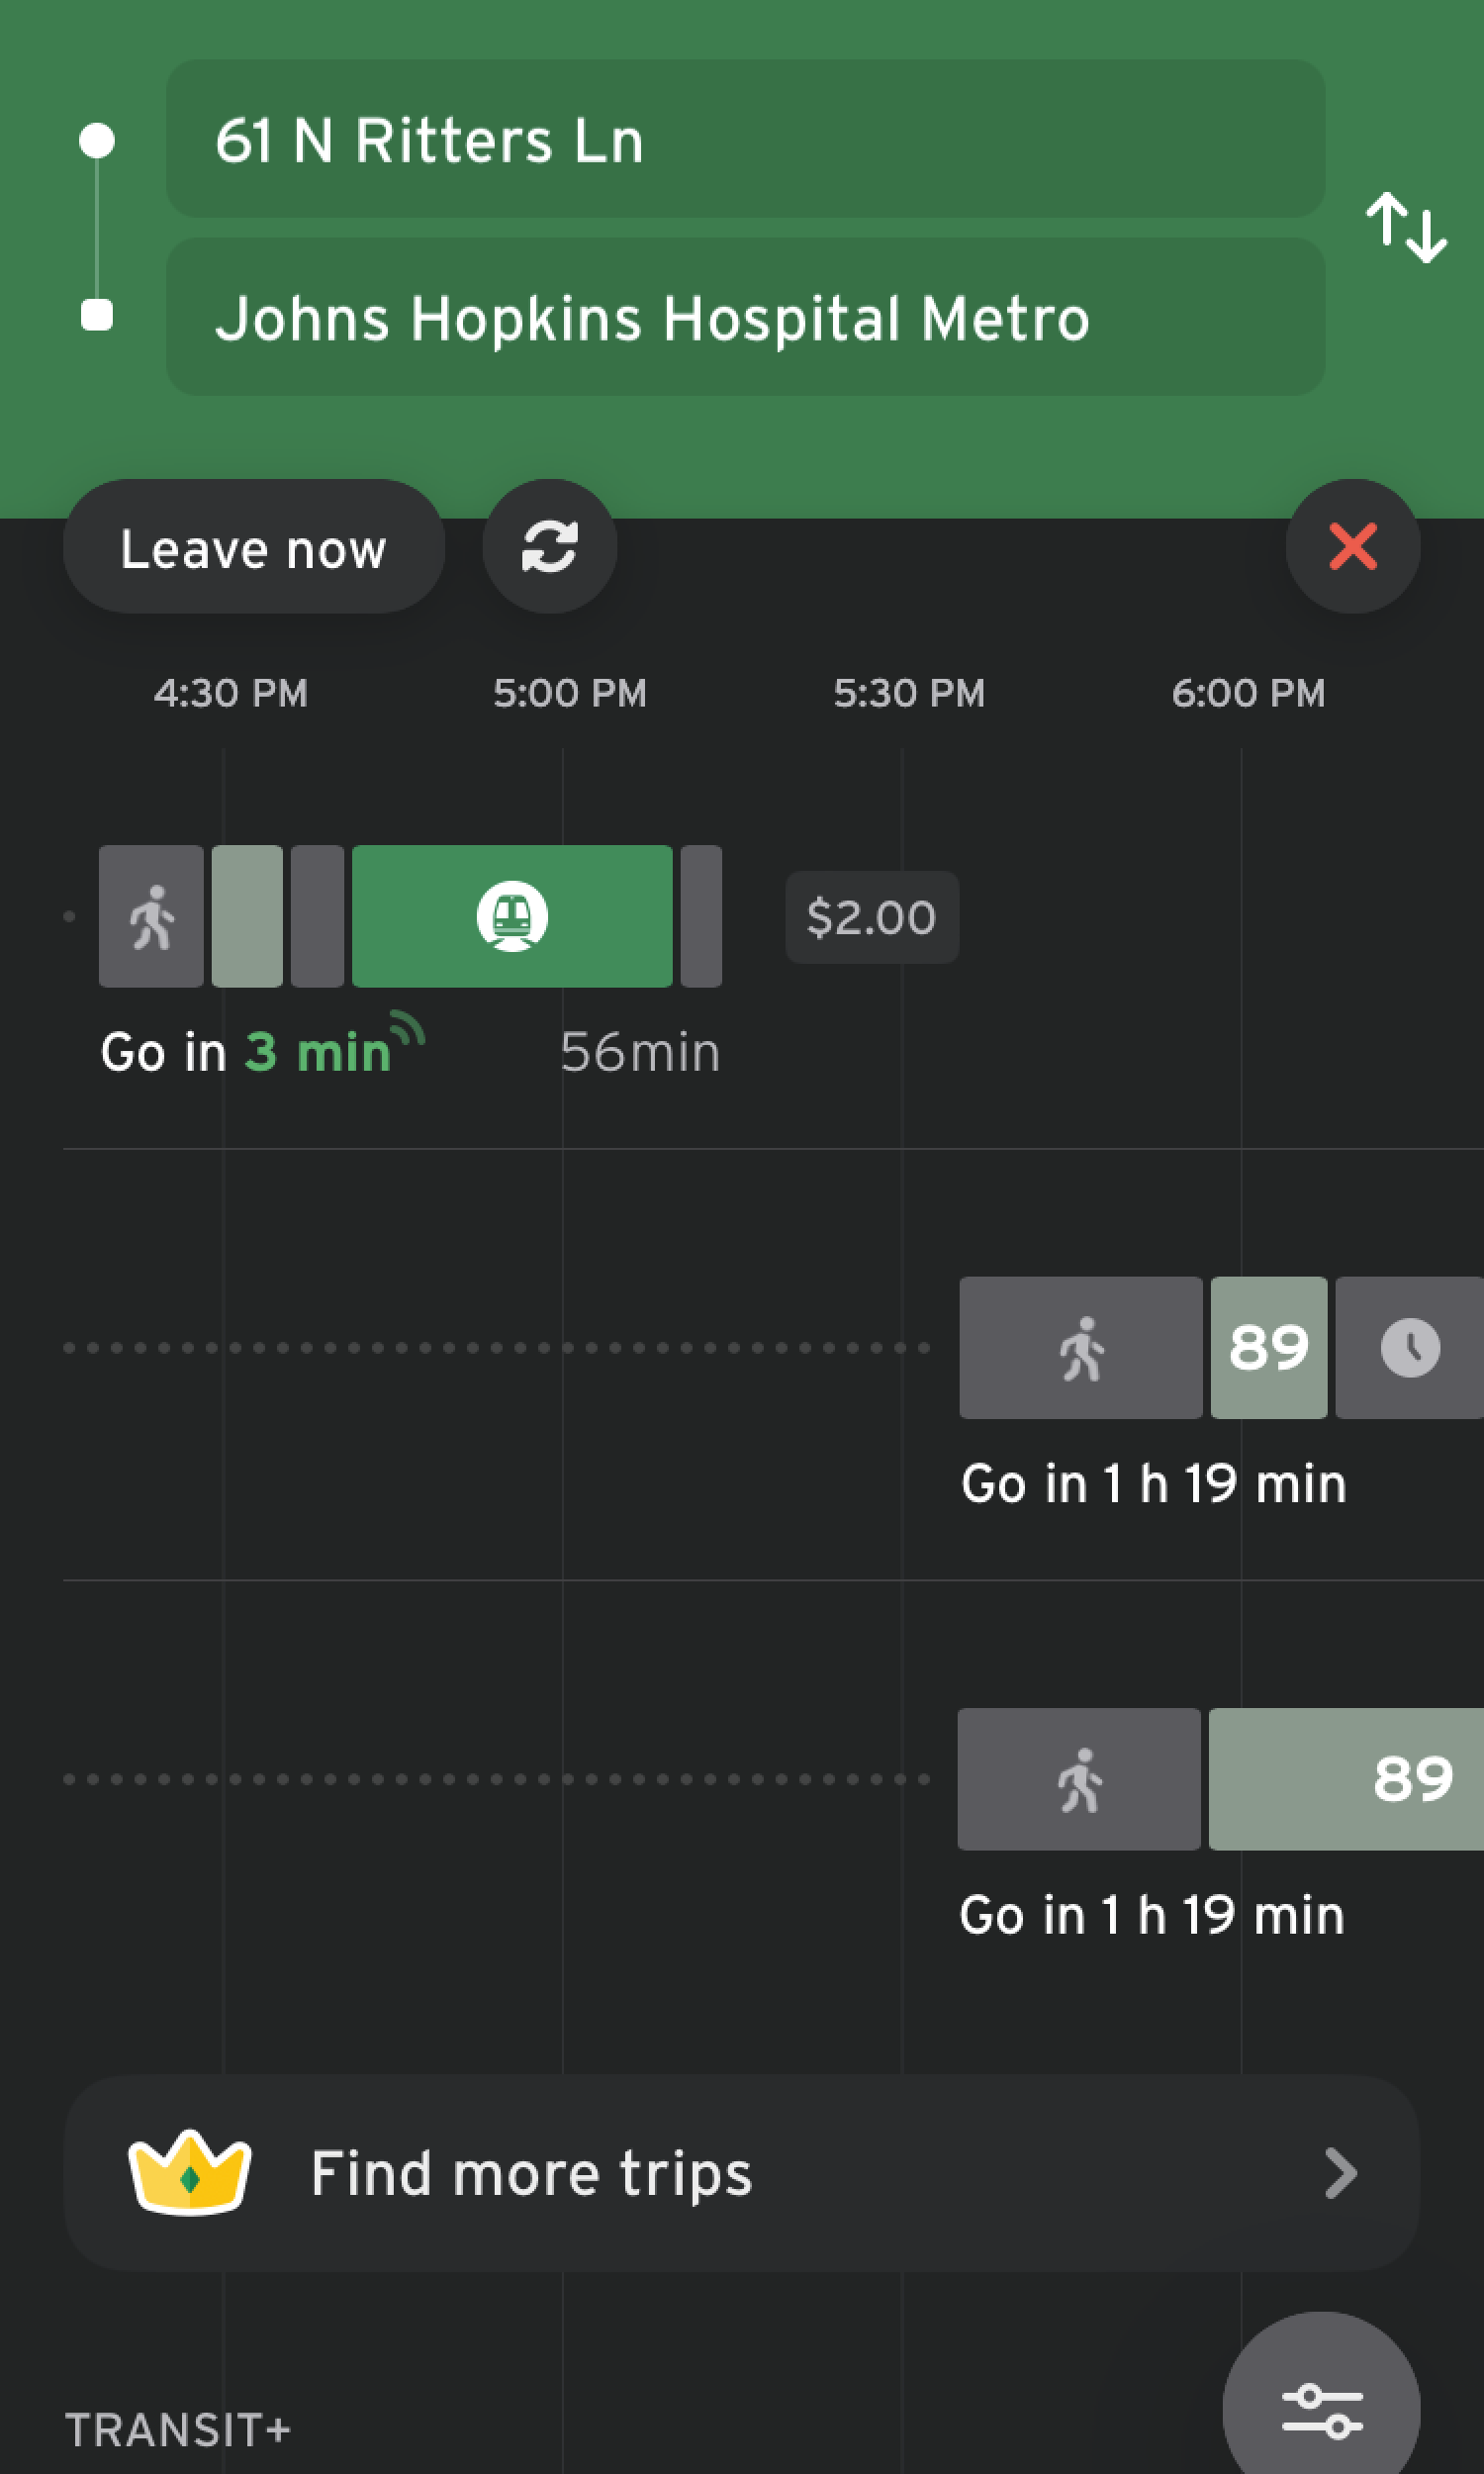 61 N Ritters Ln
Johns Hopkins Hospital Metro
Leave now
4:30 PM 5:00 PM 5:30 PM 6:00 PM
$2.00
Go in 3 min 56min
89
Go in 1 h 19 min
89
Go in 1 h 19 min
Find more trips
TRANSIT+